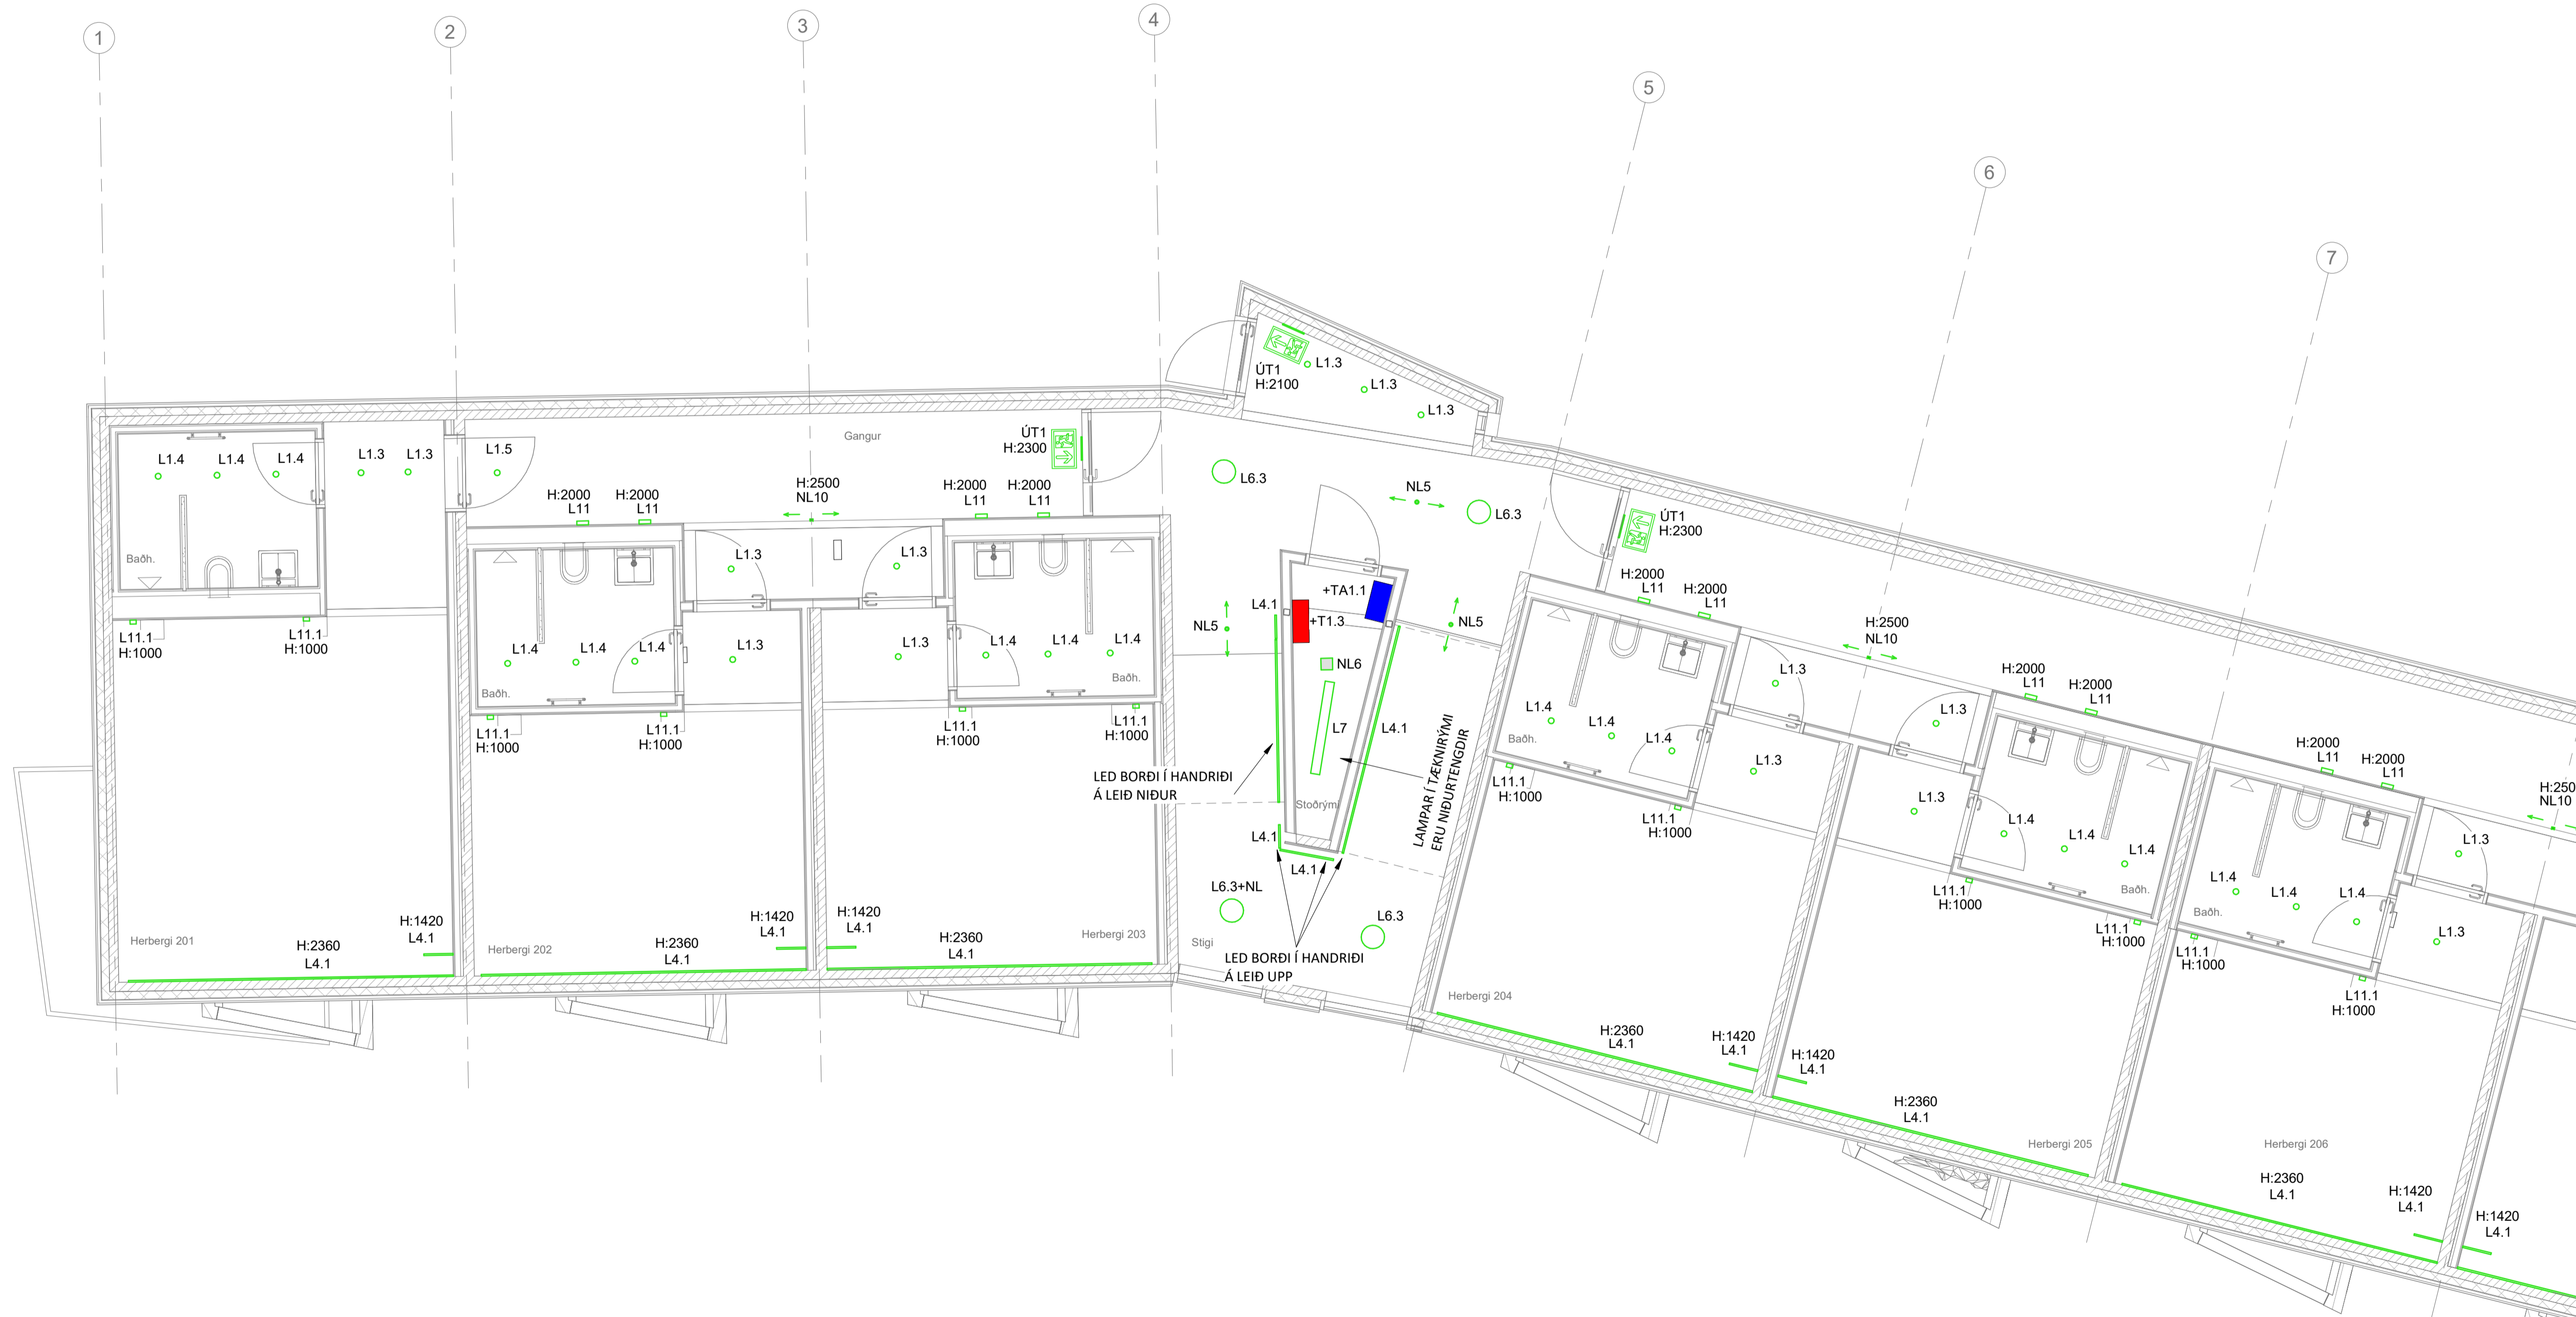 1
2
3
4
5
6
7
ÚT1
H:2100
L1.3
L1.3
L1.3
L1.4
L1.4
L1.4
L1.3
L1.3
L1.5
Gangur
ÚT1
H:2300
H:2000
L11
H:2000
L11
H:2500
NL10
H:2000
L11
H:2000
L11
L6.3
NL5
L6.3
ÚT1
H:2300
Baðh.
L1.3
L1.3
L11.1
H:1000
L11.1
H:1000
L1.4
L1.4
L1.4
L1.3
L1.3
L1.4
L1.4
L1.4
Baðh.
Baðh.
L11.1
H:1000
L11.1
H:1000
L11.1
H:1000
L11.1
H:1000
L4.1
NL5
+TA1.1
+T1.3
NL5
NL6
L7
L4.1
LED BORÐI Í HANDRIÐI
Á LEIÐ NIÐUR
Stoðrými
LAMPAR Í TÆKNIRÝMI
ERU NIÐURTENGDIR
L4.1
L4.1
L6.3+NL
L6.3
Stigi
LED BORÐI Í HANDRIÐI
Á LEIÐ UPP
H:2000
L11
H:2000
L11
H:2500
NL10
H:2000
L11
H:2000
L11
H:2000
L11
H:2000
L11
H:250
NL10
L1.3
L1.3
L1.3
L1.4
L1.4
L1.4
Baðh.
L1.3
L1.3
L1.4
L1.4
L1.4
Baðh.
L11.1
H:1000
L11.1
H:1000
L11.1
H:1000
L11.1
H:1000
L1.4
L1.4
L1.4
Baðh.
L1.3
L11.1
H:1000
L11.1
H:1000
Herbergi 201
H:2360
L4.1
H:1420
L4.1
Herbergi 202
H:2360
L4.1
H:1420
L4.1
H:1420
L4.1
H:2360
L4.1
Herbergi 203
Herbergi 204
H:2360
L4.1
H:1420
L4.1
H:1420
L4.1
H:2360
L4.1
Herbergi 205
Herbergi 206
H:2360
L4.1
H:1420
L4.1
H:1420
L4.1